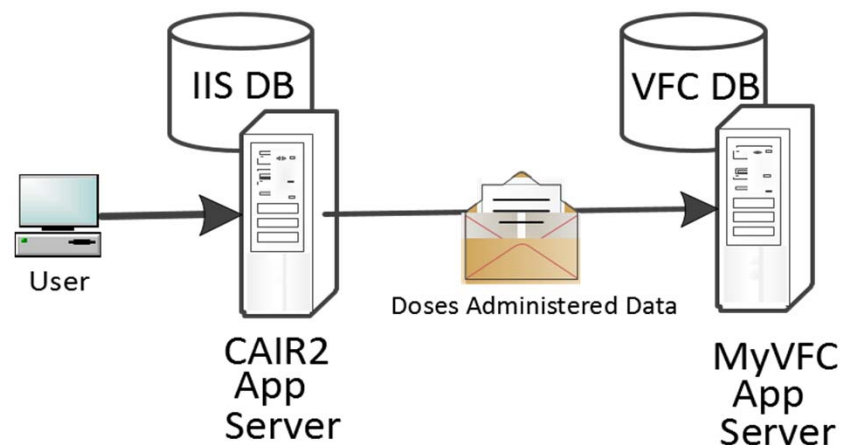 IIS DB
VFC DB
User
Doses Administered Data
CAIR2
App
Server
MyVFC
App
Server